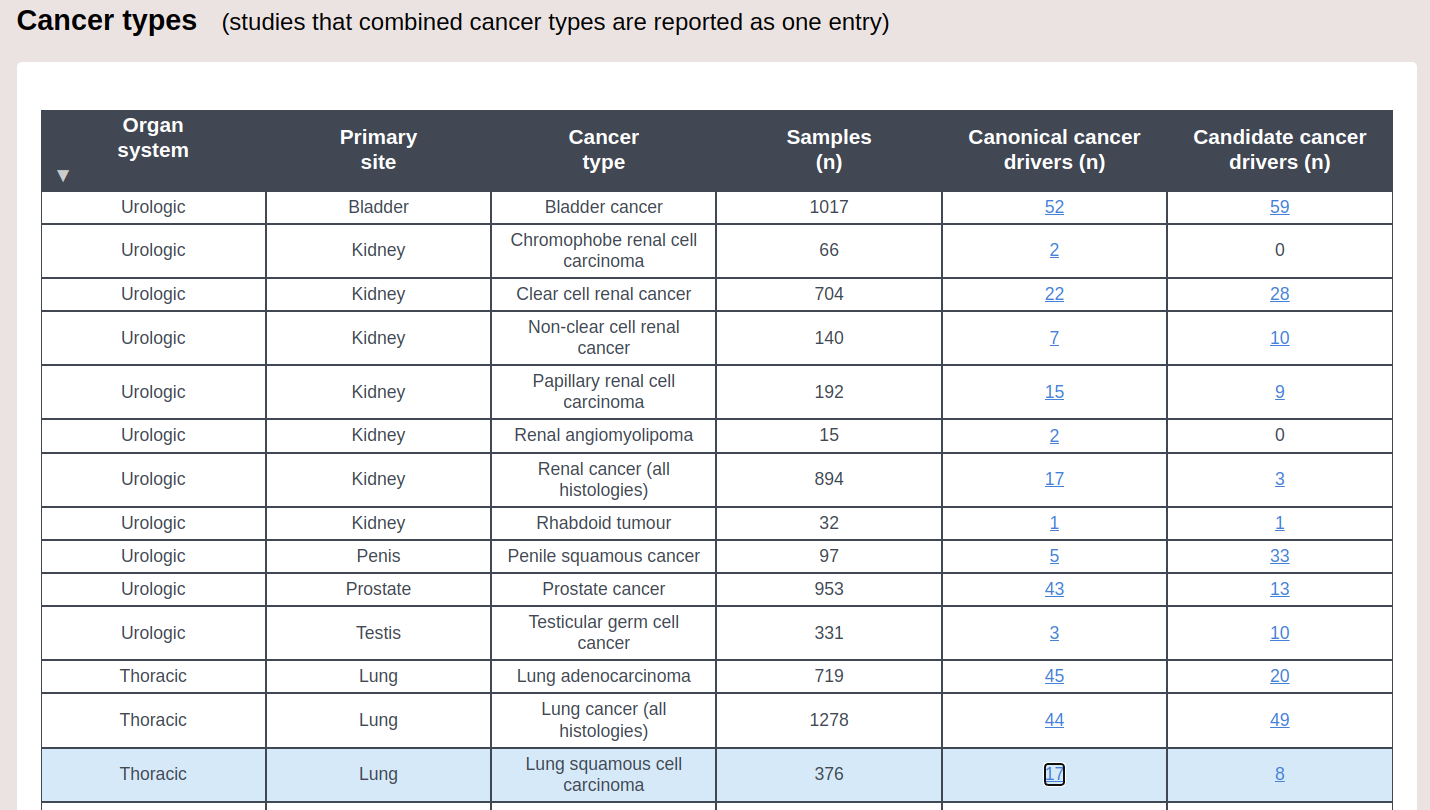 Cancer types (studies that combined cancer types are reported as one entry)
Organ system Primary site Cancer type Samples (n) Canonical cancer drivers (n) Candidate cancer drivers (n)
▼
Urologic Bladder Bladder cancer 1017 52 59
Urologic Kidney Chromophobe renal cell carcinoma 66 2 0
Urologic Kidney Clear cell renal cancer 704 22 28
Urologic Kidney Non-clear cell renal cancer 140 7 10
Urologic Kidney Papillary renal cell carcinoma 192 15 9
Urologic Kidney Renal angiomyolipoma 15 2 0
Urologic Kidney Renal cancer (all histologies) 894 17 3
Urologic Kidney Rhabdoid tumour 32 1 1
Urologic Penis Penile squamous cancer 97 5 33
Urologic Prostate Prostate cancer 953 43 13
Urologic Testis Testicular germ cell cancer 331 3 10
Thoracic Lung Lung adenocarcinoma 719 45 20
Thoracic Lung Lung cancer (all histologies) 1278 44 49
Thoracic Lung Lung squamous cell carcinoma 376 17 8